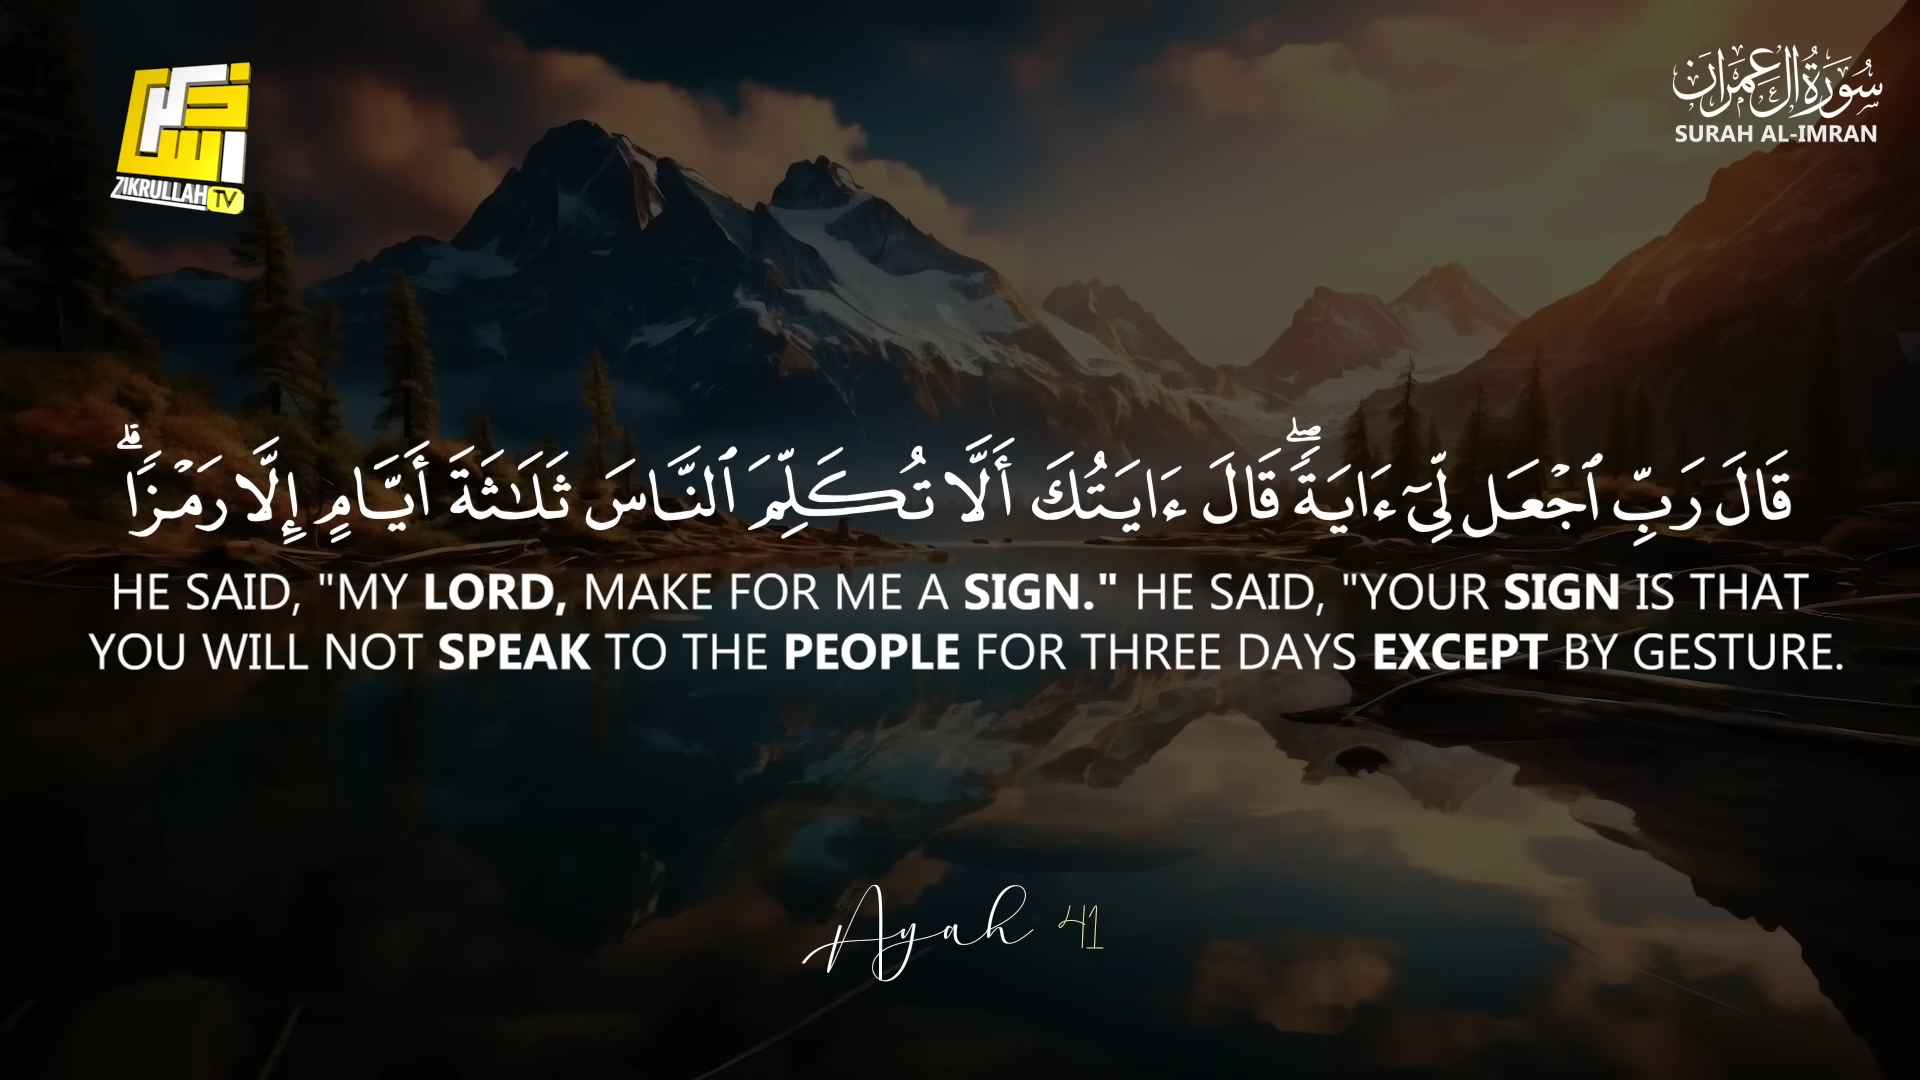 ذكر الله
ZIKRULLAH TV
سُورَةُ آلِ عِمْرَان
SURAH AL-IMRAN
قَالَ رَبِّ ٱجْعَل لِّىٓ ءَايَةًۖ قَالَ ءَايَتُكَ أَلَّا تُكَلِّمَ ٱلنَّاسَ ثَلَـٰثَةَ أَيَّامٍ إِلَّا رَمْزًاۗ
HE SAID, "MY LORD, MAKE FOR ME A SIGN." HE SAID, "YOUR SIGN IS THAT
YOU WILL NOT SPEAK TO THE PEOPLE FOR THREE DAYS EXCEPT BY GESTURE.
Ayah 41